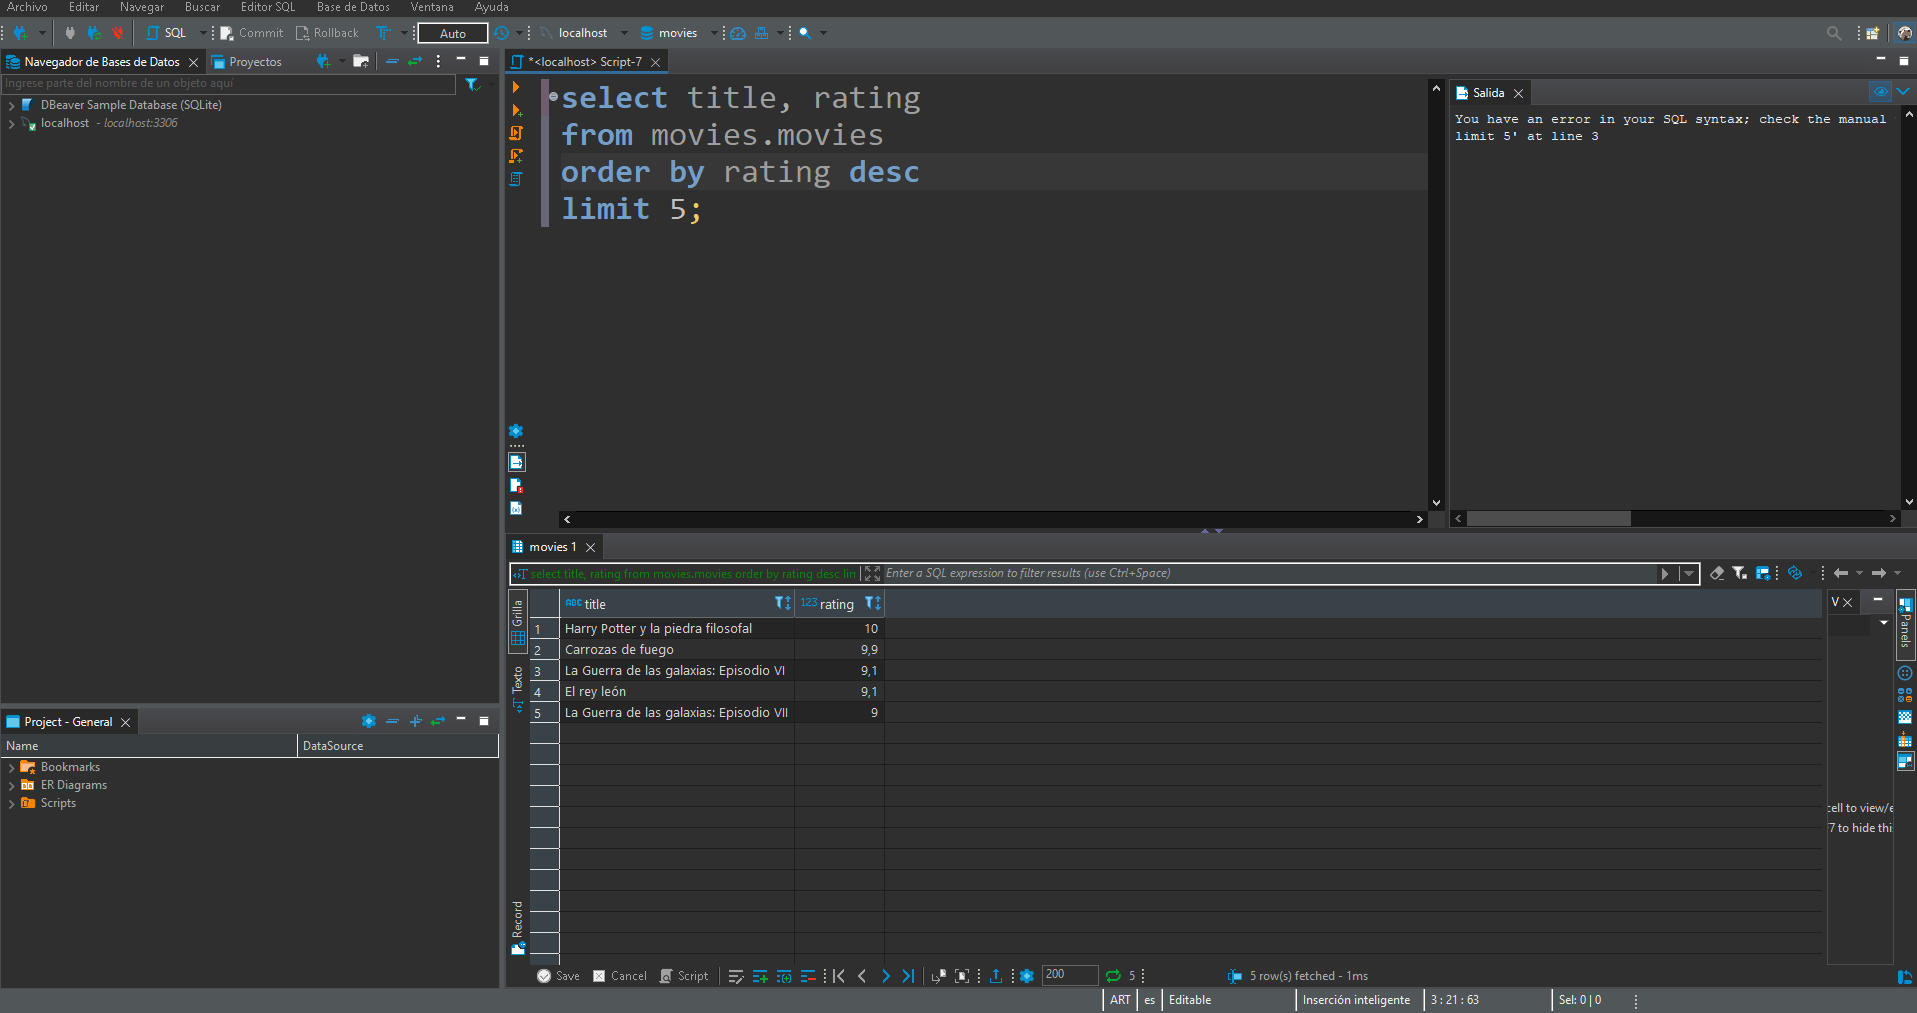 Archivo Editar Navegar Buscar Editor SQL Base de Datos Ventana Ayuda
SQL Commit Rollback Auto localhost movies
Navegador de Bases de Datos Proyectos
Ingrese parte del nombre de un objeto aquí
DBeaver Sample Database (SQLite)
localhost - localhost:3306
*<localhost> Script-7
select title, rating
from movies.movies
order by rating desc
limit 5;
Salida
You have an error in your SQL syntax; check the manual
limit 5' at line 3
Project - General
Name DataSource
Bookmarks
ER Diagrams
Scripts
movies 1
select title, rating from movies.movies order by rating desc lim
Enter a SQL expression to filter results (use Ctrl+Space)
Grilla
Texto
Record
ABC title 123 rating
1 Harry Potter y la piedra filosofal 10
2 Carrozas de fuego 9,9
3 La Guerra de las galaxias: Episodio VI 9,1
4 El rey león 9,1
5 La Guerra de las galaxias: Episodio VII 9
V
Panels
cell to view/e
7 to hide thi
Save Cancel Script 200 5 5 row(s) fetched - 1ms
ART es Editable Inserción inteligente 3 : 21 : 63 Sel: 0 | 0